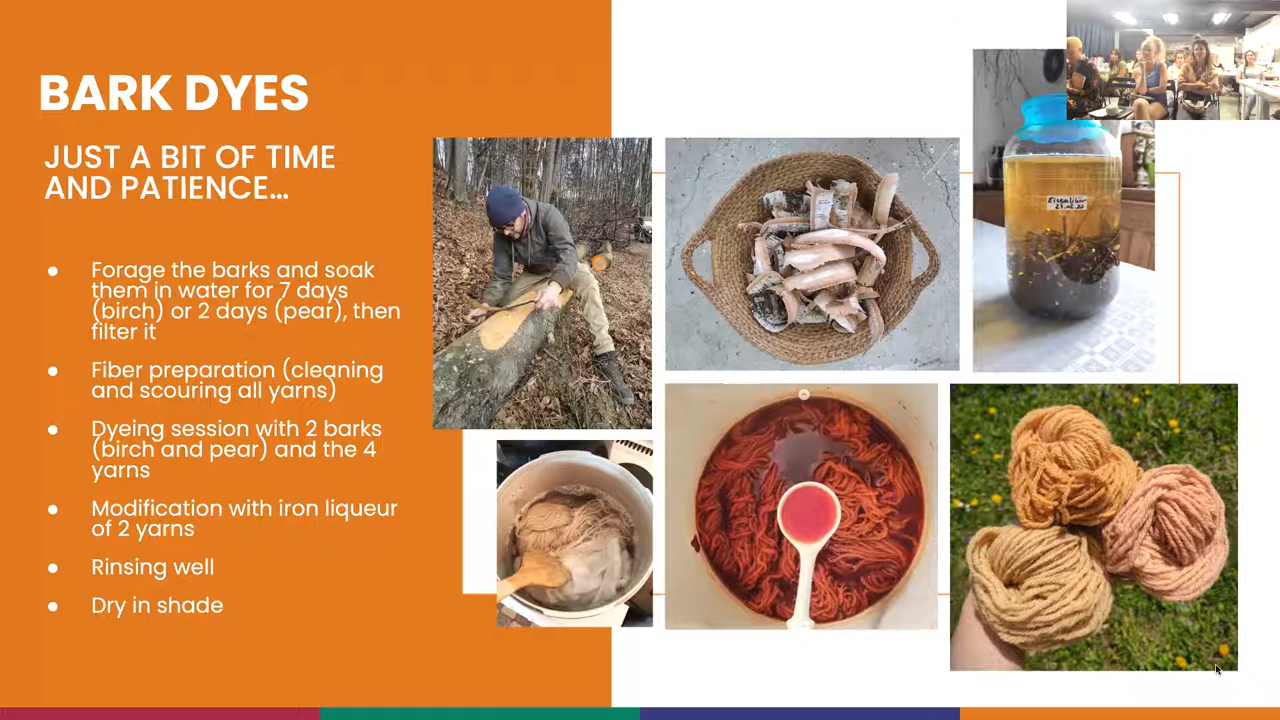 BARK DYES
JUST A BIT OF TIME
AND PATIENCE...
● Forage the barks and soak
them in water for 7 days
(birch) or 2 days (pear), then
filter it
● Fiber preparation (cleaning
and scouring all yarns)
● Dyeing session with 2 barks
(birch and pear) and the 4
yarns
● Modification with iron liqueur
of 2 yarns
● Rinsing well
● Dry in shade